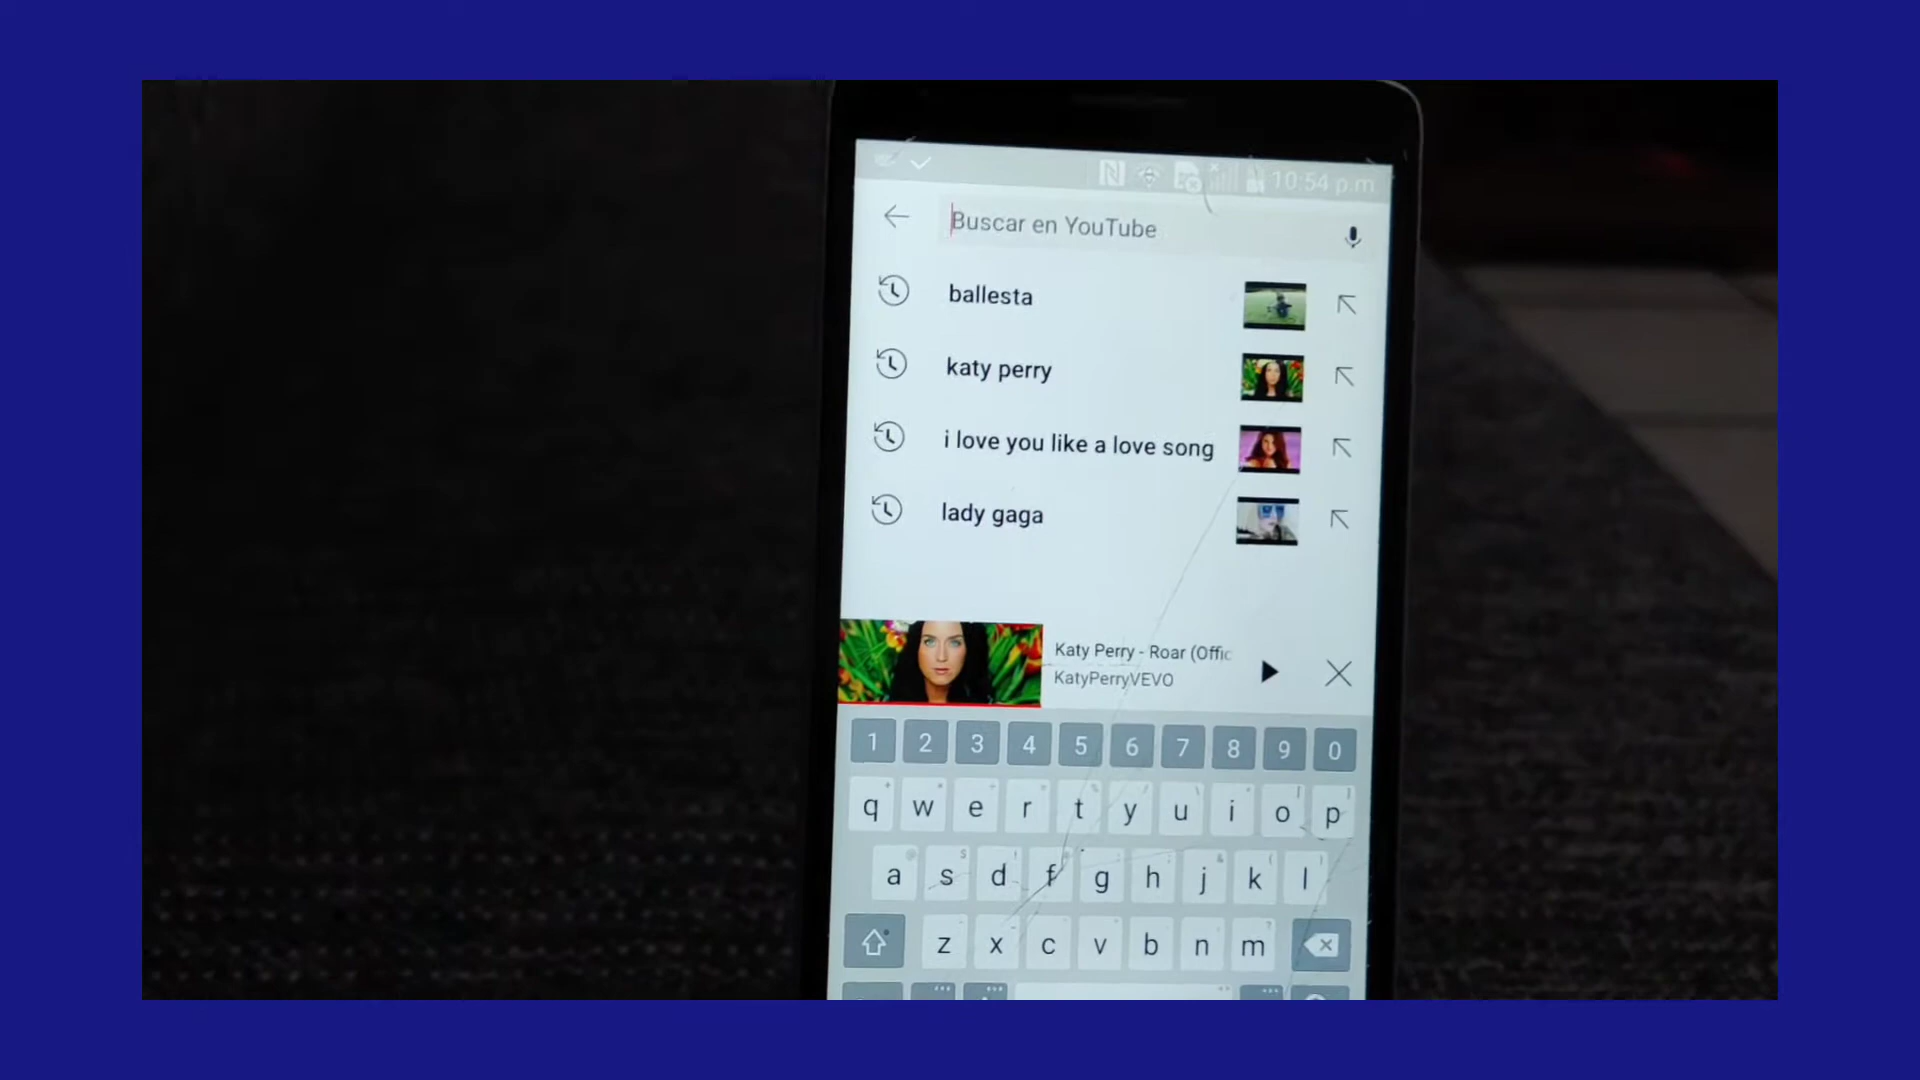 10:54 p.m
Buscar en YouTube
ballesta
katy perry
i love you like a love song
lady gaga
Katy Perry - Roar (Offic
KatyPerryVEVO
1 2 3 4 5 6 7 8 9 0
q w e r t y u i o p
a s d f g h j k l
z x c v b n m